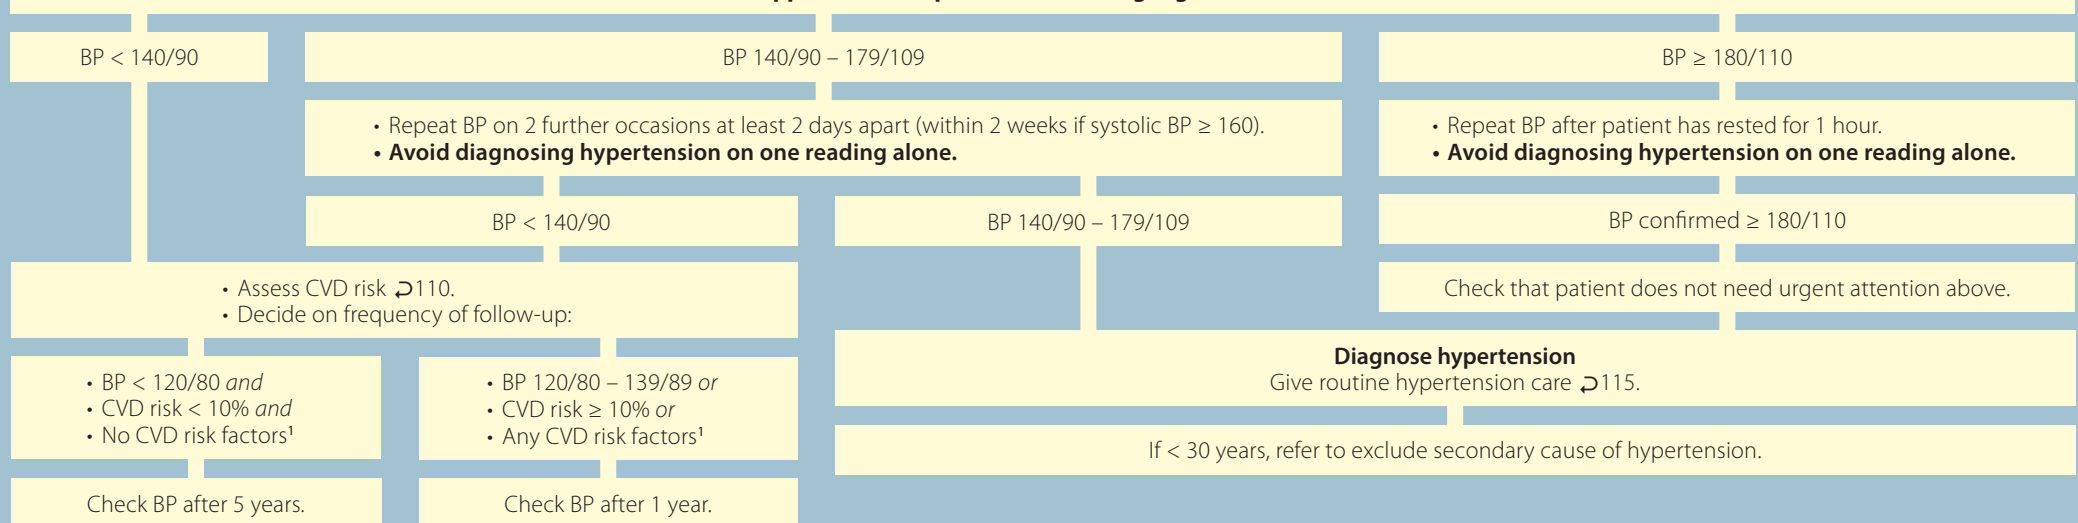 BP < 140/90
BP 140/90 – 179/109
BP ≥ 180/110
• Repeat BP on 2 further occasions at least 2 days apart (within 2 weeks if systolic BP ≥ 160).
• Avoid diagnosing hypertension on one reading alone.
• Repeat BP after patient has rested for 1 hour.
• Avoid diagnosing hypertension on one reading alone.
BP < 140/90
BP 140/90 – 179/109
BP confirmed ≥ 180/110
• Assess CVD risk ⮌110.
• Decide on frequency of follow-up:
Check that patient does not need urgent attention above.
Diagnose hypertension
Give routine hypertension care ⮌115.
• BP < 120/80 and
• CVD risk < 10% and
• No CVD risk factors¹
• BP 120/80 – 139/89 or
• CVD risk ≥ 10% or
• Any CVD risk factors¹
If < 30 years, refer to exclude secondary cause of hypertension.
Check BP after 5 years.
Check BP after 1 year.